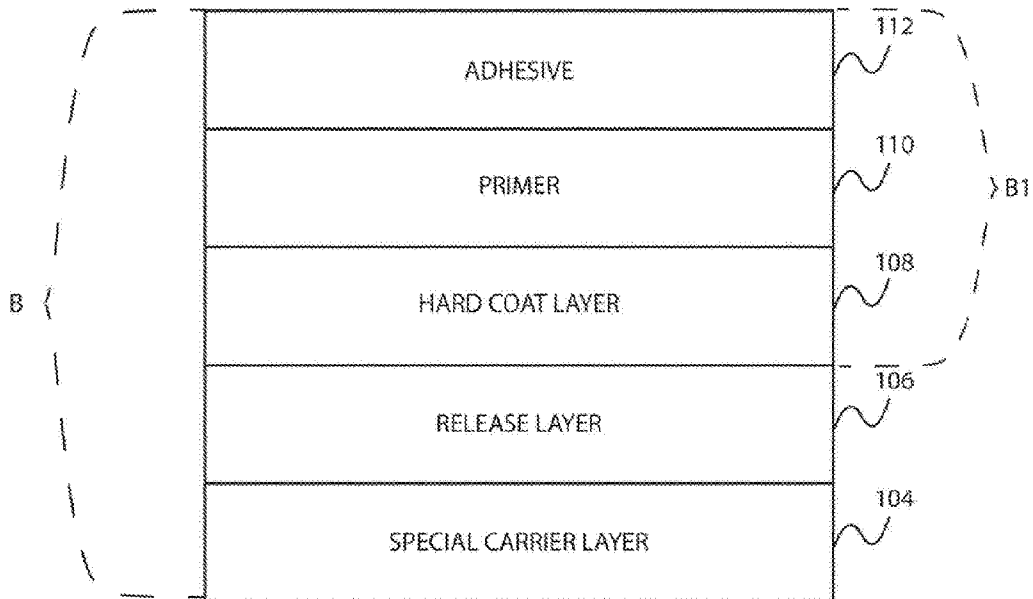 112
ADHESIVE
110
PRIMER
B1
108
HARD COAT LAYER
B
106
RELEASE LAYER
104
SPECIAL CARRIER LAYER